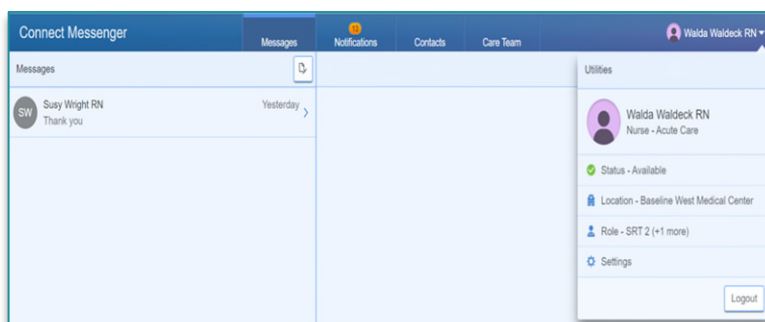 Connect Messenger
Messages
13
Notifications
Contacts
Care Team
Walda Waldeck RN
Messages
SW
Susy Wright RN
Yesterday
Thank you
Utilities
Walda Waldeck RN
Nurse - Acute Care
Status - Available
Location - Baseline West Medical Center
Role - SRT 2 (+1 more)
Settings
Logout